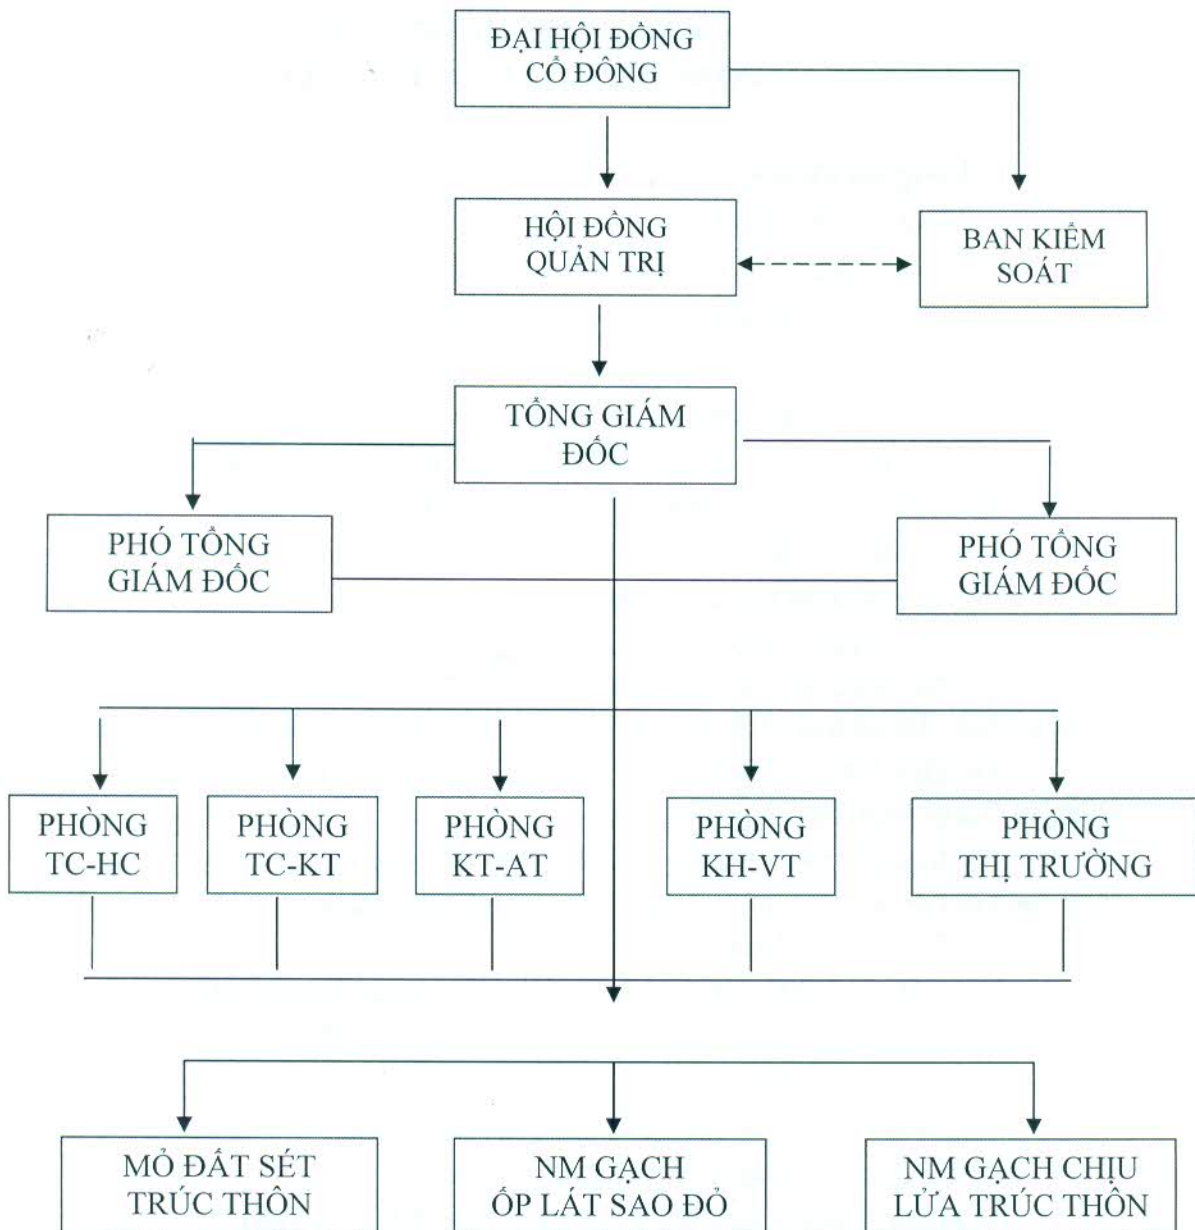 ĐẠI HỘI ĐỒNG
CỔ ĐÔNG
HỘI ĐỒNG
QUẢN TRỊ
BAN KIỂM
SOÁT
TỔNG GIÁM
ĐỐC
PHÓ TỔNG
GIÁM ĐỐC
PHÓ TỔNG
GIÁM ĐỐC
PHÒNG
TC-HC
PHÒNG
TC-KT
PHÒNG
KT-AT
PHÒNG
KH-VT
PHÒNG
THỊ TRƯỜNG
MỎ ĐẤT SÉT
TRÚC THÔN
NM GẠCH
ỐP LÁT SAO ĐỎ
NM GẠCH CHỊU
LỬA TRÚC THÔN